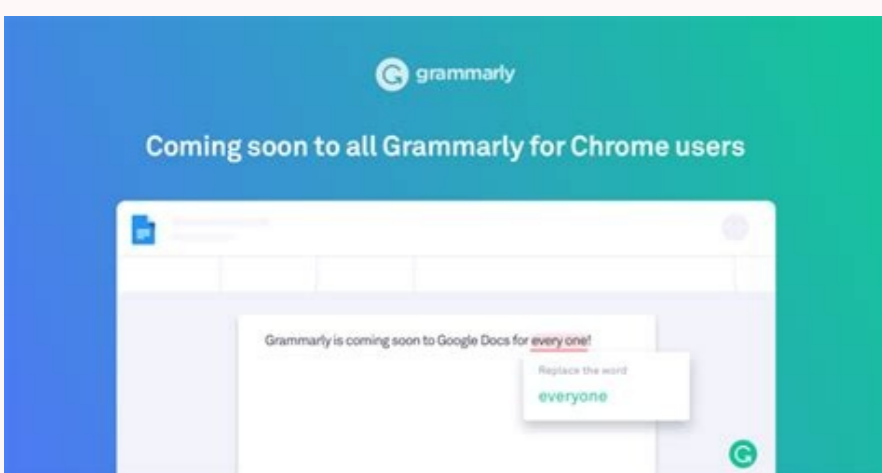 grammarly
Coming soon to all Grammarly for Chrome users
Grammarly is coming soon to Google Docs for every one!
Replace the word
everyone